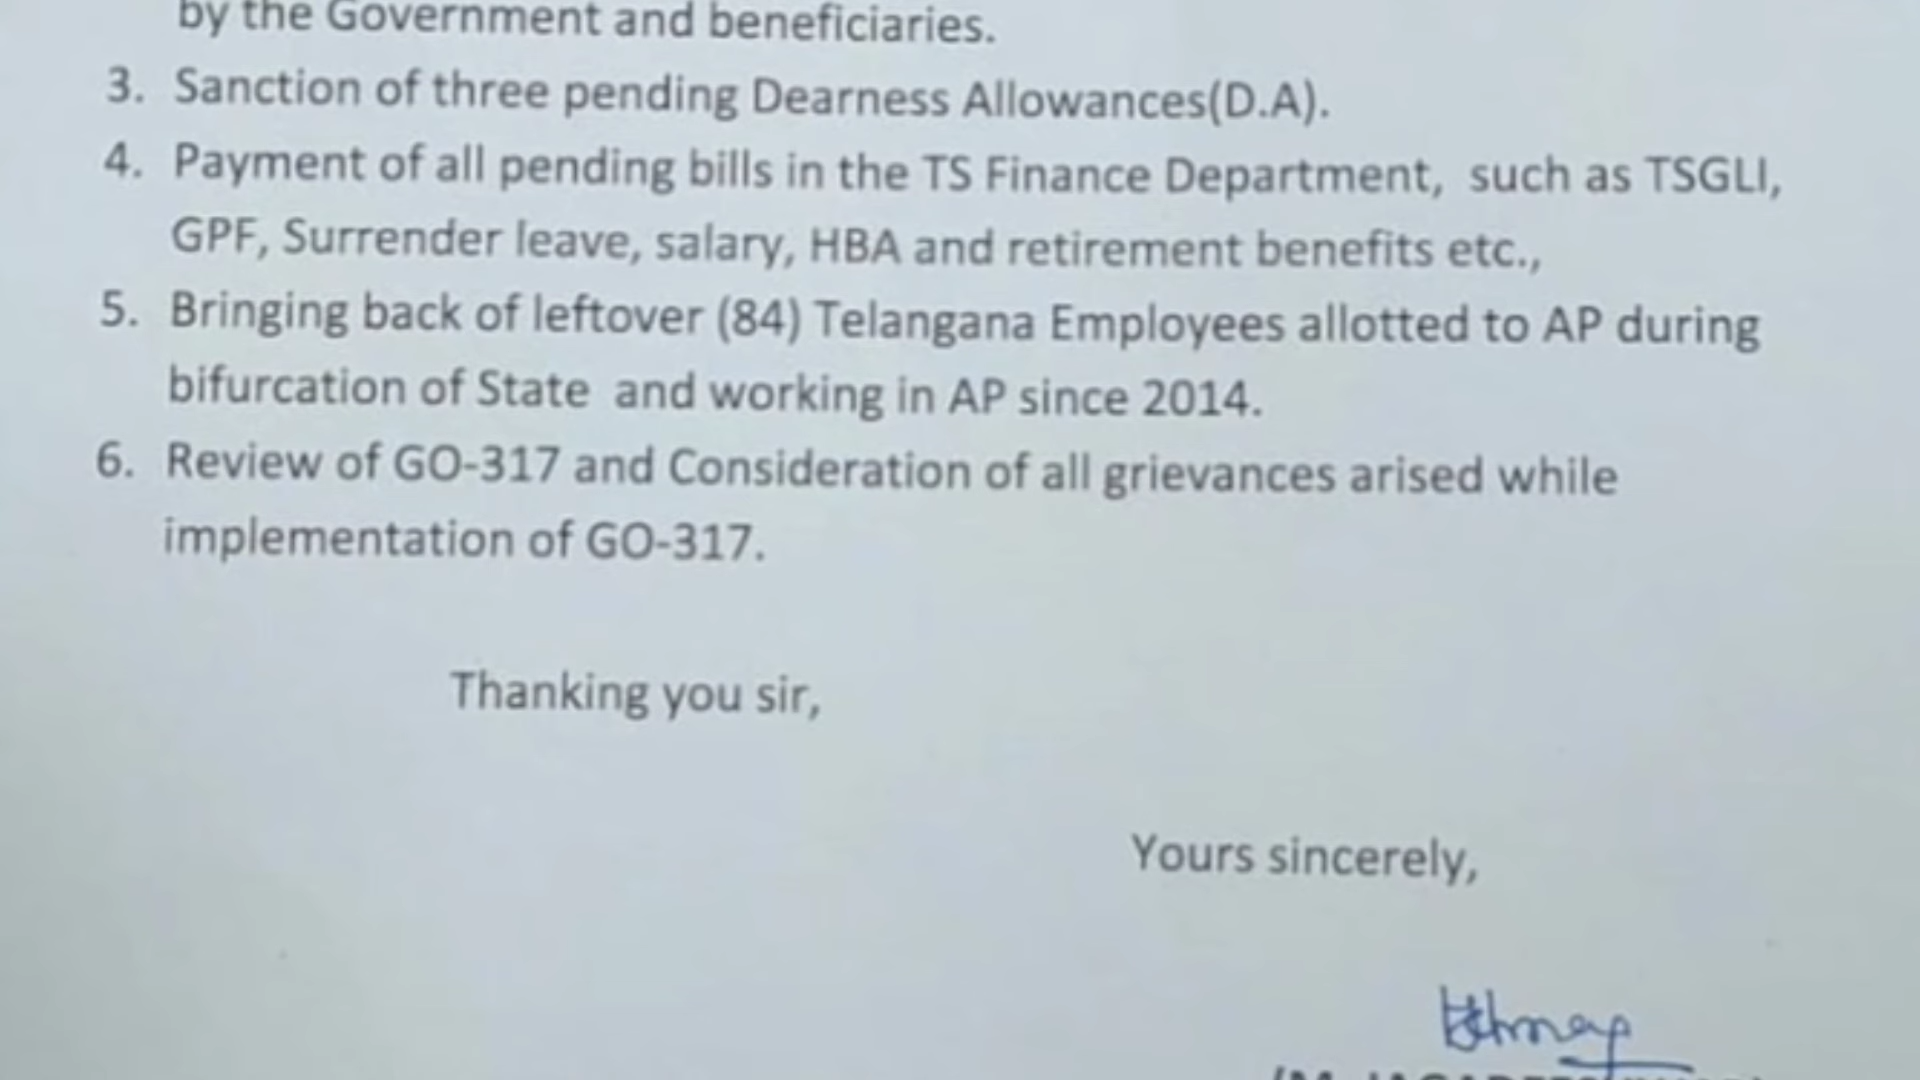 by the Government and beneficiaries.
3. Sanction of three pending Dearness Allowances(D.A).
4. Payment of all pending bills in the TS Finance Department, such as TSGLI,
GPF, Surrender leave, salary, HBA and retirement benefits etc.,
5. Bringing back of leftover (84) Telangana Employees allotted to AP during
bifurcation of State and working in AP since 2014.
6. Review of GO-317 and Consideration of all grievances arised while
implementation of GO-317.
Thanking you sir,
Yours sincerely,